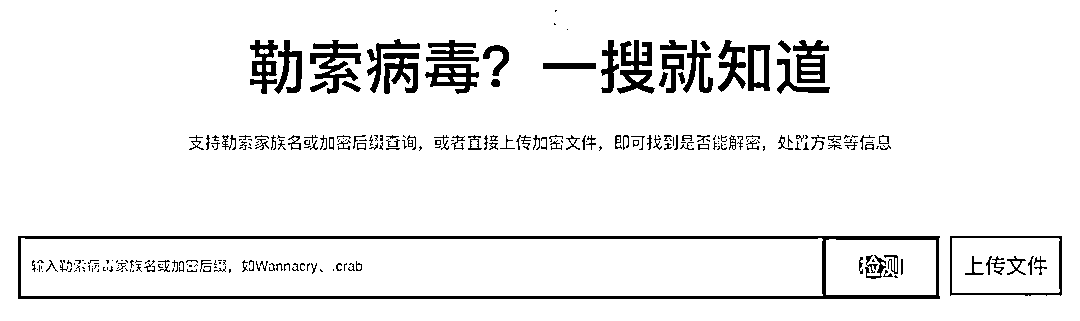 勒索病毒？一搜就知道
支持勒索家族名或加密后缀查询，或者直接上传加密文件，即可找到是否能解密，处置方案等信息
输入勒索病毒家族名或加密后缀，如Wannacry、.crab
检测
上传文件